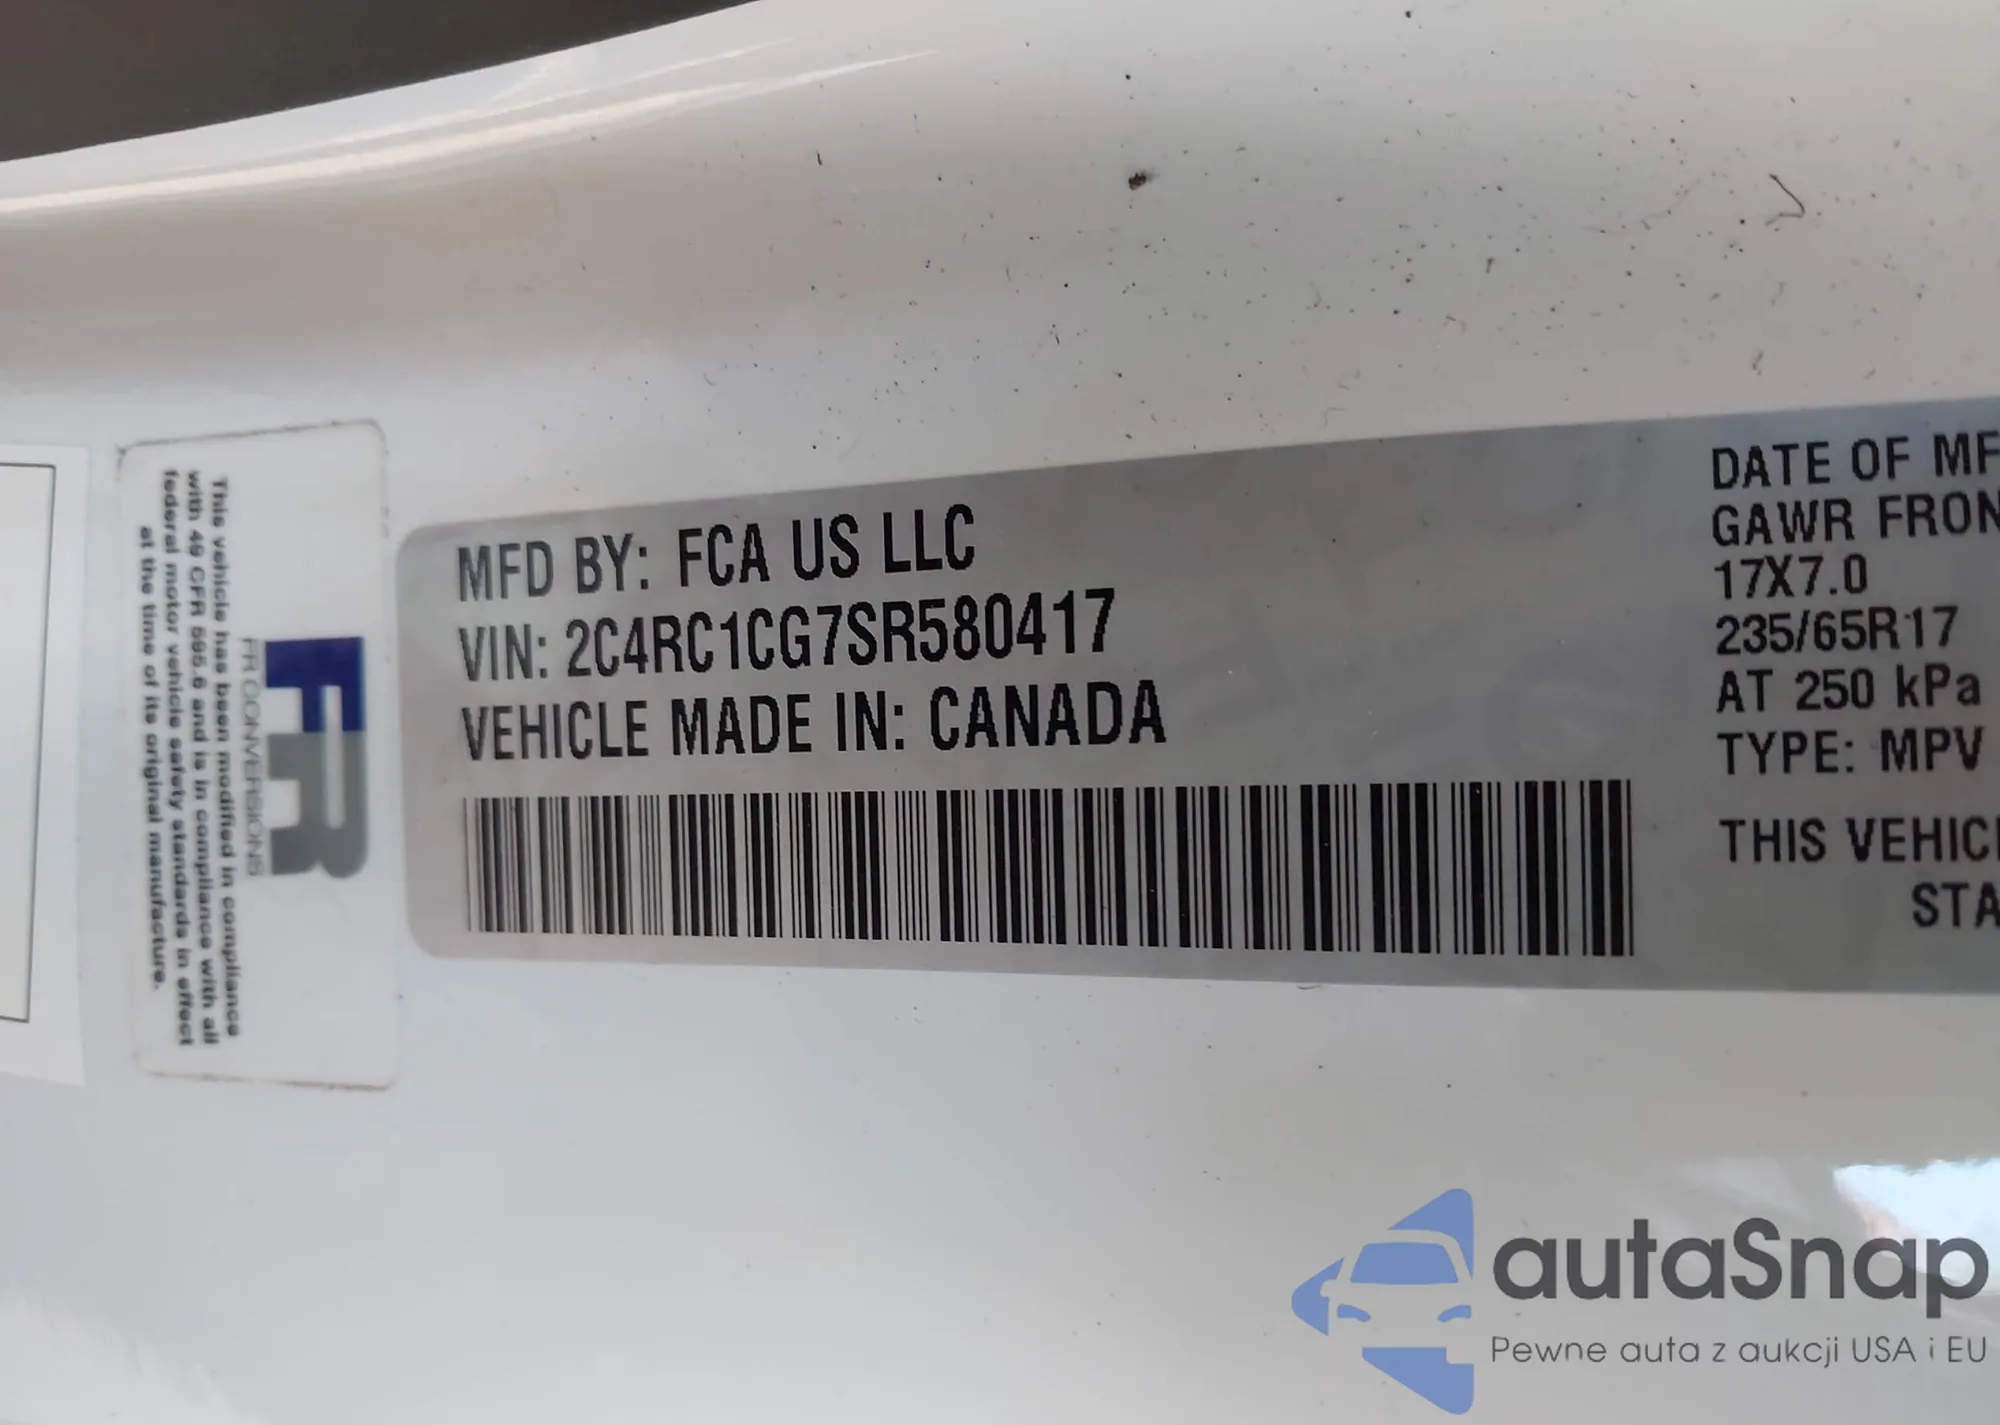 This vehicle has been modified in compliance
with 49 CFR 595.6 and is in compliance with all
federal motor vehicle safety standards in effect
at the time of its original manufacture.
FR
FR CONVERSIONS
MFD BY: FCA US LLC
VIN: 2C4RC1CG7SR580417
VEHICLE MADE IN: CANADA
DATE OF MF
GAWR FRON
17X7.0
235/65R17
AT 250 kPa
TYPE: MPV
THIS VEHICL
STA
autaSnap
Pewne auta z aukcji USA i EU